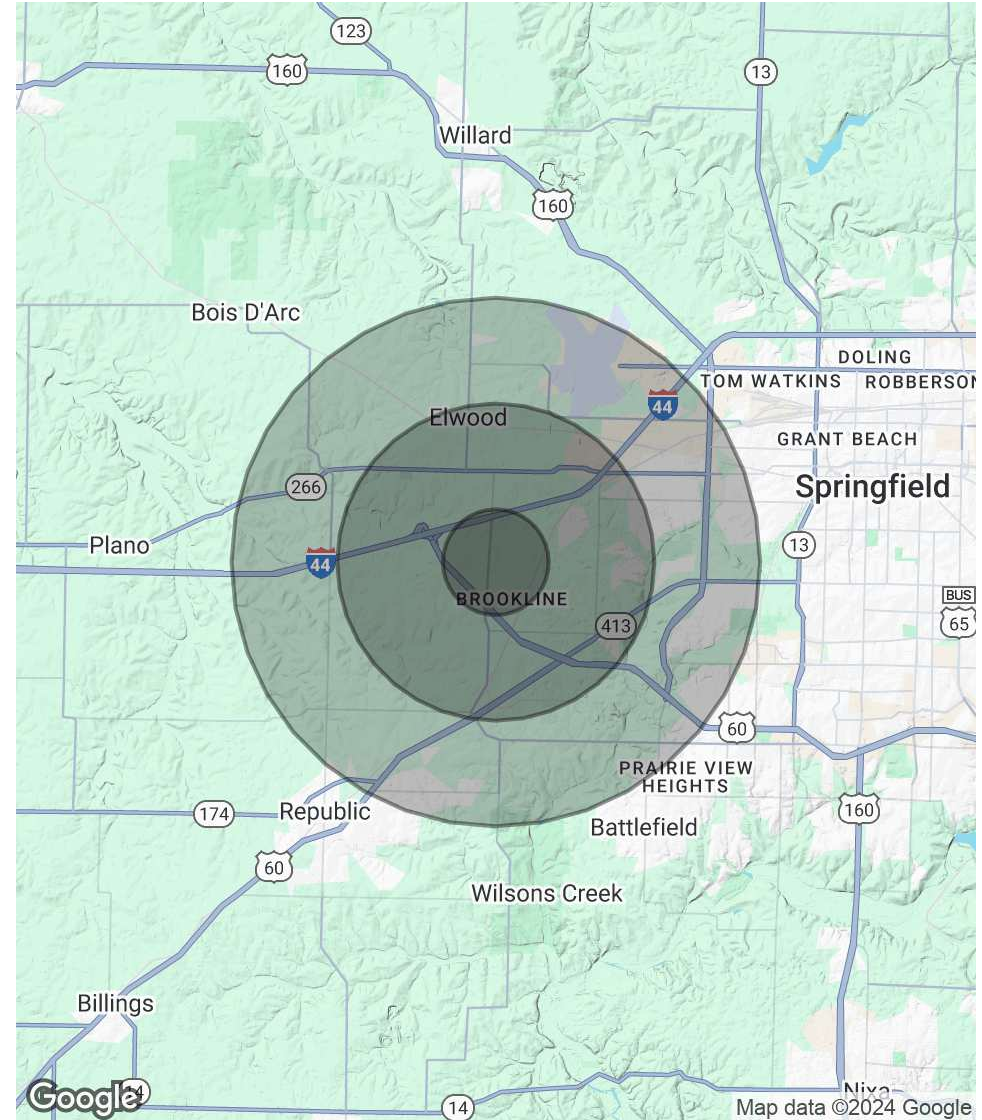 123
160
13
Willard
160
Bois D'Arc
DOLING
TOM WATKINS
ROBBERSON
44
Elwood
GRANT BEACH
266
Springfield
Plano
13
44
BROOKLINE
BUS
65
413
60
PRAIRIE VIEW
HEIGHTS
174
Republic
160
Battlefield
60
Wilsons Creek
Billings
Nixa
Google
14
Map data ©2024 Google